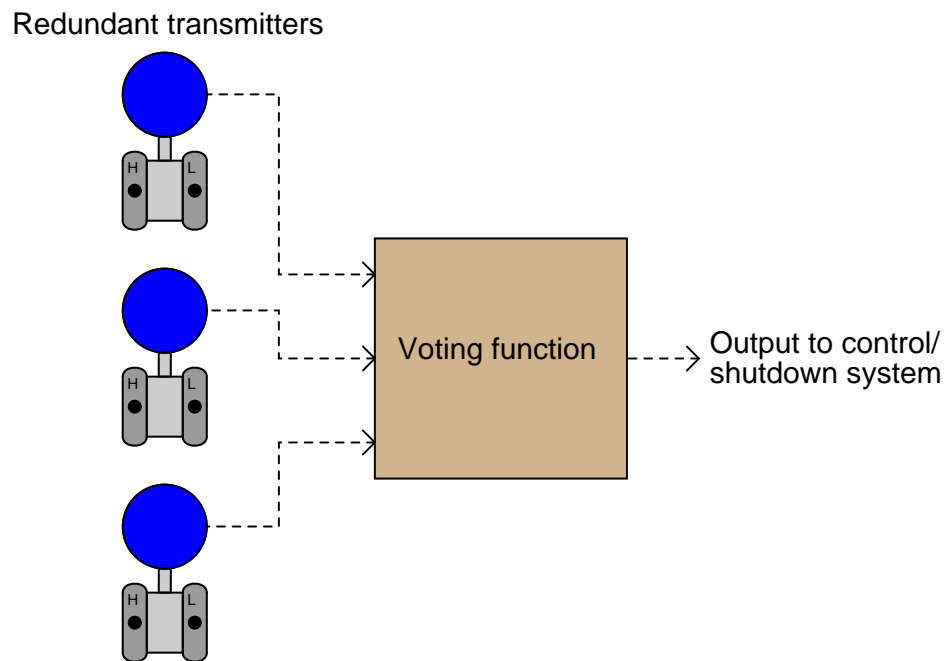 Redundant transmitters
H L
H L
Voting function
Output to control/
shutdown system
H L